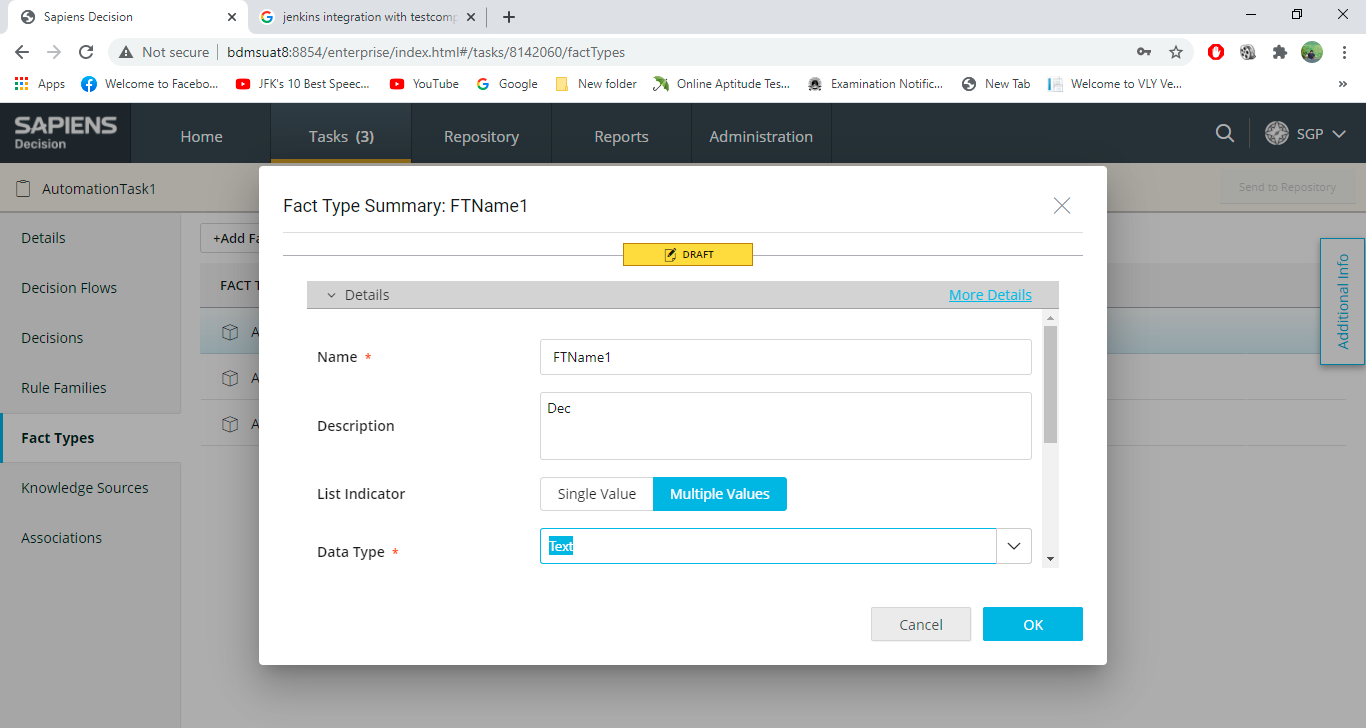 Sapiens Decision
jenkins integration with testcomp
Not secure
bdmsuat8:8854/enterprise/index.html#/tasks/8142060/factTypes
Apps
Welcome to Facebo...
JFK's 10 Best Speec...
YouTube
Google
New folder
Online Aptitude Tes...
Examination Notific...
New Tab
Welcome to VLY Ve...
»
SAPIENS
Decision
Home
Tasks (3)
Repository
Reports
Administration
SGP
AutomationTask1
Send to Repository
Details
Decision Flows
Decisions
Rule Families
Fact Types
Knowledge Sources
Associations
+Add Fa
FACT T
A
A
A
Additional Info
Fact Type Summary: FTName1
DRAFT
Details
More Details
Name *
FTName1
Description
Dec
List Indicator
Single Value
Multiple Values
Data Type *
Text
Cancel
OK